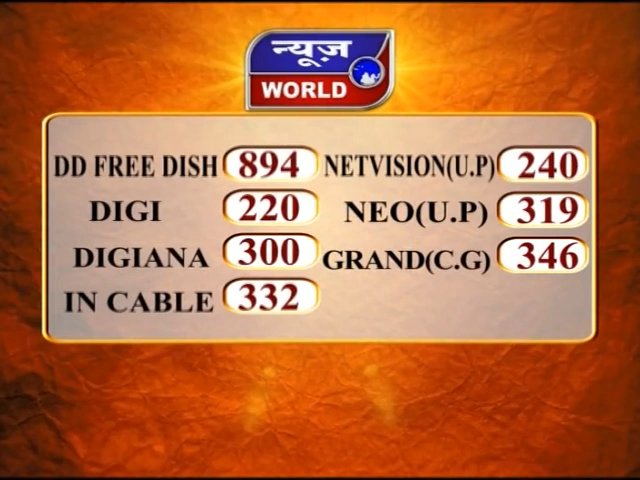 न्यूज़
WORLD
DD FREE DISH 894 NETVISION(U.P) 240
DIGI 220 NEO(U.P) 319
DIGIANA 300 GRAND(C.G) 346
IN CABLE 332